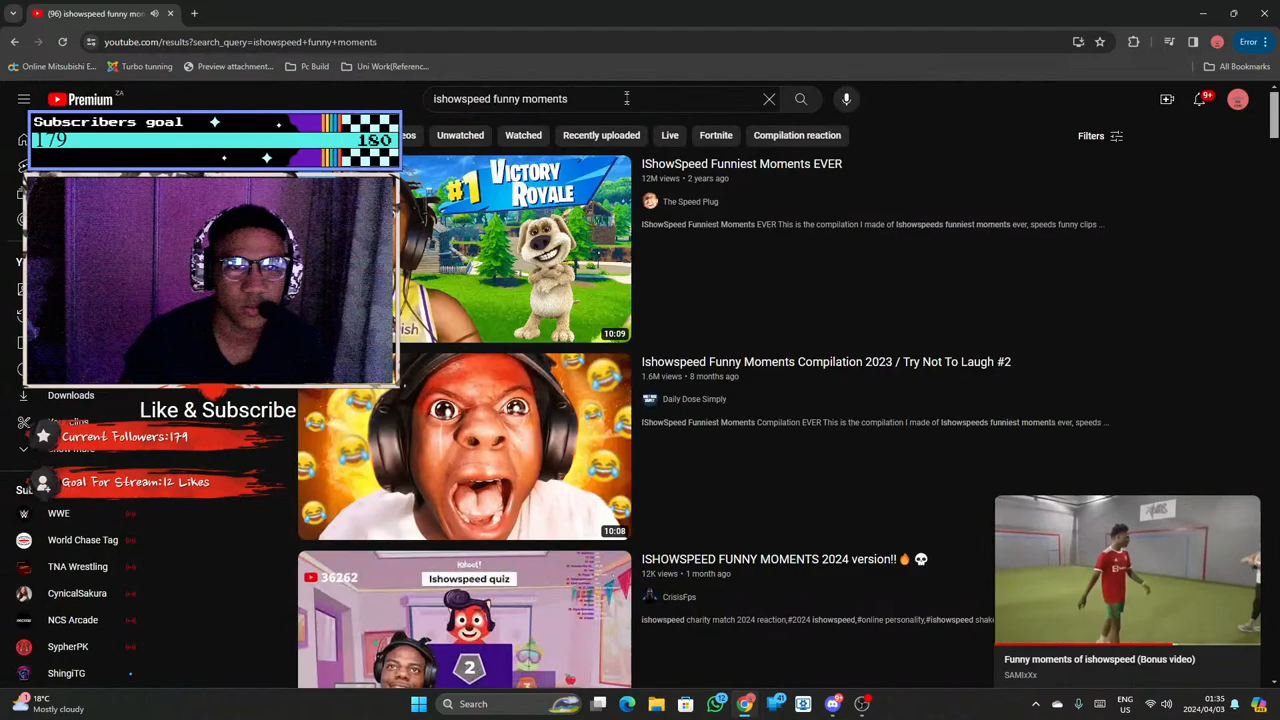 (96) ishowspeed funny mom
youtube.com/results?search_query=ishowspeed+funny+moments
Error
Online Mitsubishi E...
Turbo tunning
Preview attachment...
Pc Build
Uni Work(Referenc...
All Bookmarks
Premium
ZA
ishowspeed funny moments
9+
Subscribers goal
179
180
eos
Unwatched
Watched
Recently uploaded
Live
Fortnite
Compilation reaction
Filters
#1 VICTORY ROYALE
10:09
IShowSpeed Funniest Moments EVER
12M views • 2 years ago
The Speed Plug
IShowSpeed Funniest Moments EVER This is the compilation I made of Ishowspeeds funniest moments ever, speeds funny clips ...
Downloads
Like & Subscribe
Current Followers:179
Goal For Stream:12 Likes
WWE
World Chase Tag
TNA Wrestling
CynicalSakura
NCS Arcade
SypherPK
ShingiTG
10:08
Ishowspeed Funny Moments Compilation 2023 / Try Not To Laugh #2
1.6M views • 8 months ago
Daily Dose Simply
IShowSpeed Funniest Moments Compilation EVER This is the compilation I made of Ishowspeeds funniest moments ever, speeds ...
36262
Kahoot!
Ishowspeed quiz
2
ISHOWSPEED FUNNY MOMENTS 2024 version!!🔥💀
12K views • 1 month ago
CrisisFps
ishowspeed charity match 2024 reaction,#2024 ishowspeed,#online personality,#ishowspeed shake
Funny moments of ishowspeed (Bonus video)
SAMIxXx
18°C
Mostly cloudy
Search
12
41
9+
ENG
US
01:35
2024/04/03